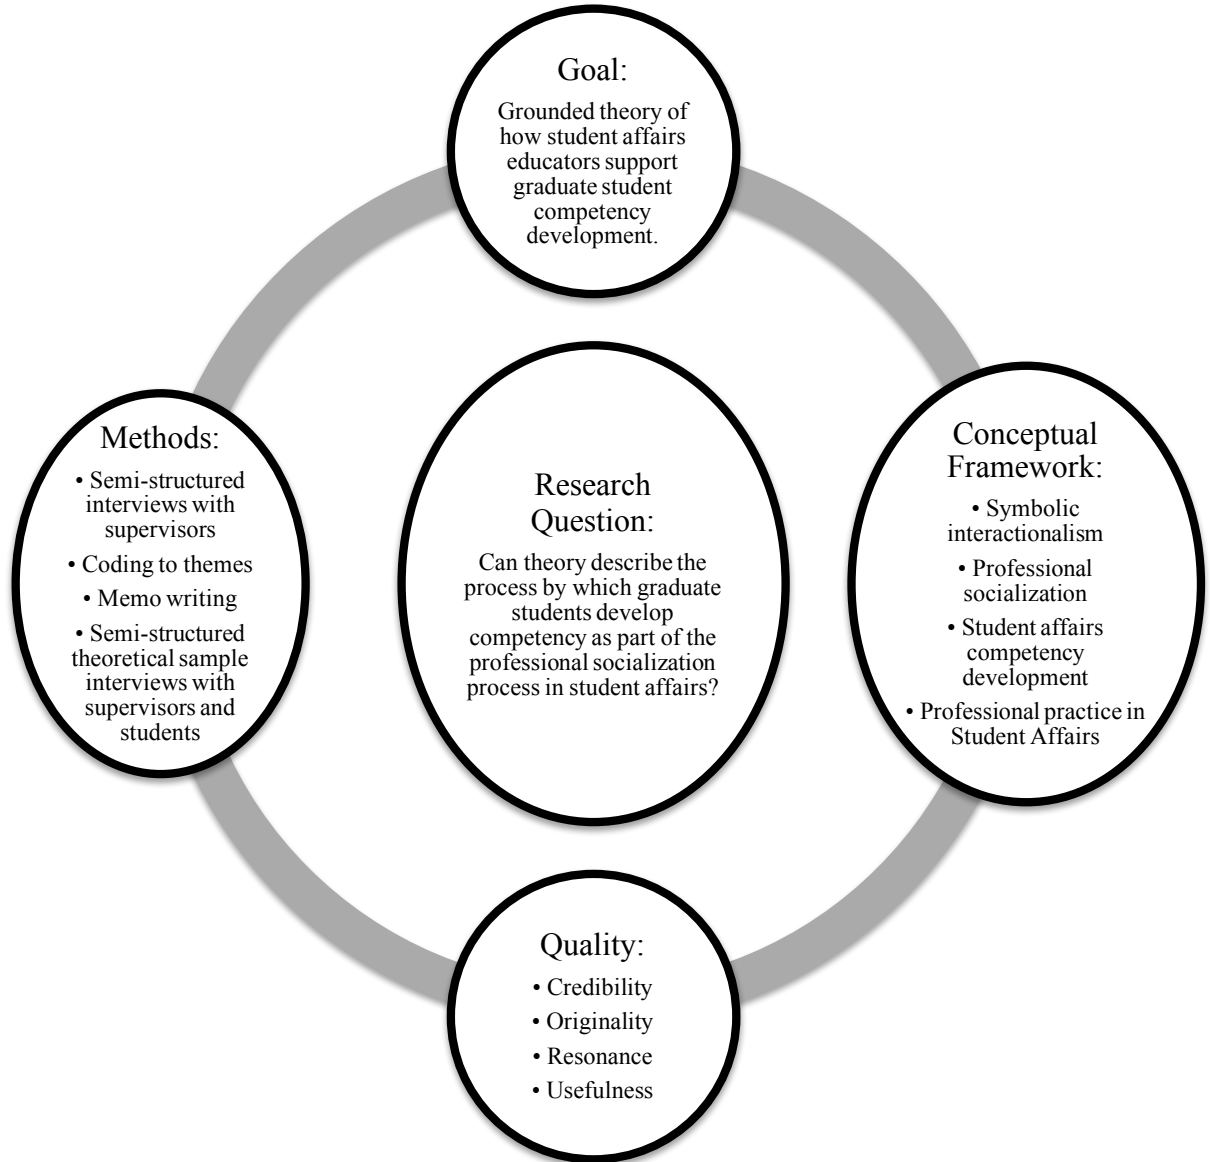 Goal:
Grounded theory of
how student affairs
educators support
graduate student
competency
development.
Methods:
• Semi-structured
interviews with
supervisors
• Coding to themes
• Memo writing
• Semi-structured
theoretical sample
interviews with
supervisors and
students
Research
Question:
Can theory describe the
process by which graduate
students develop
competency as part of the
professional socialization
process in student affairs?
Conceptual
Framework:
• Symbolic
interactionalism
• Professional
socialization
• Student affairs
competency
development
• Professional practice in
Student Affairs
Quality:
• Credibility
• Originality
• Resonance
• Usefulness